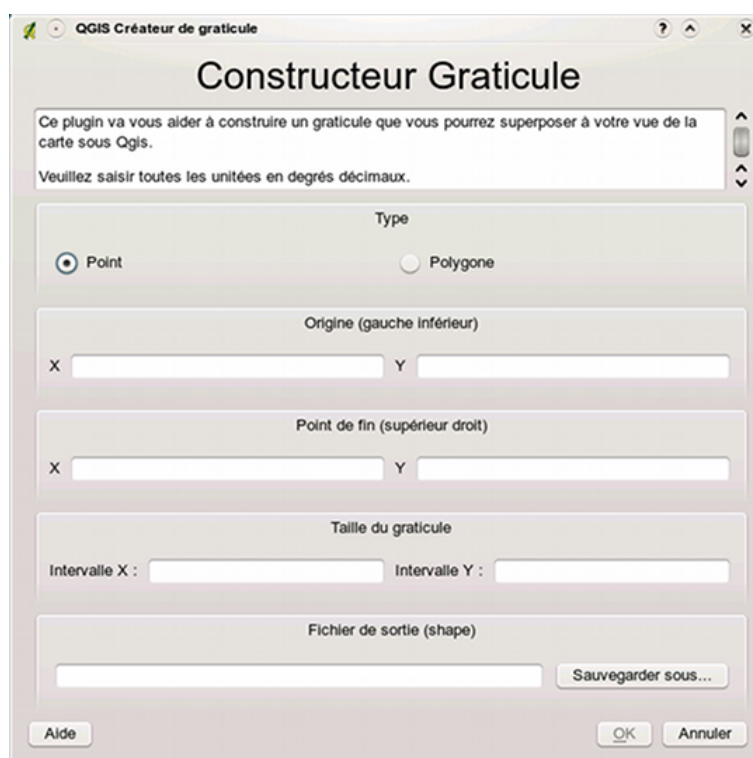 QGIS Créateur de graticule
Constructeur Graticule
Ce plugin va vous aider à construire un graticule que vous pourrez superposer à votre vue de la
carte sous Qgis.
Veuillez saisir toutes les unitées en degrés décimaux.
Type
Point Polygone
Origine (gauche inférieur)
X Y
Point de fin (supérieur droit)
X Y
Taille du graticule
Intervalle X : Intervalle Y :
Fichier de sortie (shape)
Sauvegarder sous...
Aide OK Annuler